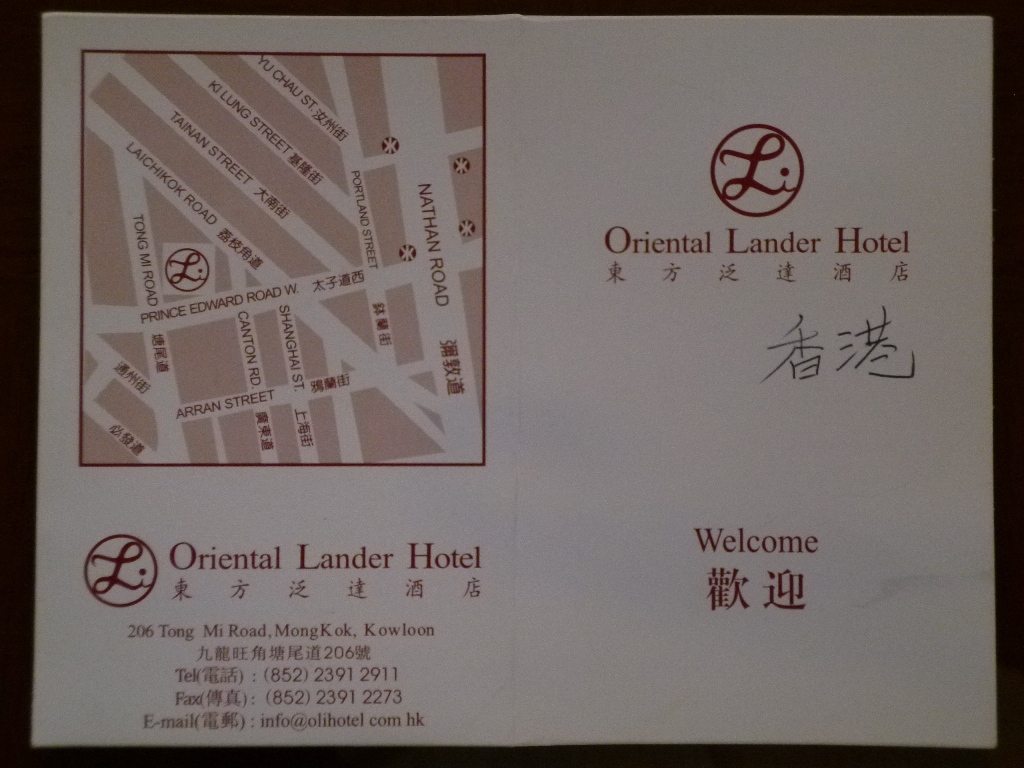 YU CHAU ST. 汝州街
KI LUNG STREET 基隆街
TAINAN STREET 大南街
LAICHIKOK ROAD 荔枝角道
TONG MI ROAD
塘尾道
PORTLAND STREET
鉢蘭街
NATHAN ROAD
彌敦道
PRINCE EDWARD ROAD W. 太子道西
CANTON RD.
廣東道
SHANGHAI ST.
上海街
ARRAN STREET 鴉蘭街
通州街
必發道
Oriental Lander Hotel
東方泛達酒店
206 Tong Mi Road, MongKok, Kowloon
九龍旺角塘尾道206號
Tel(電話) : (852) 2391 2911
Fax(傳真) : (852) 2391 2273
E-mail(電郵) : info@olihotel com hk
Oriental Lander Hotel
東方泛達酒店
香港
Welcome
歡迎